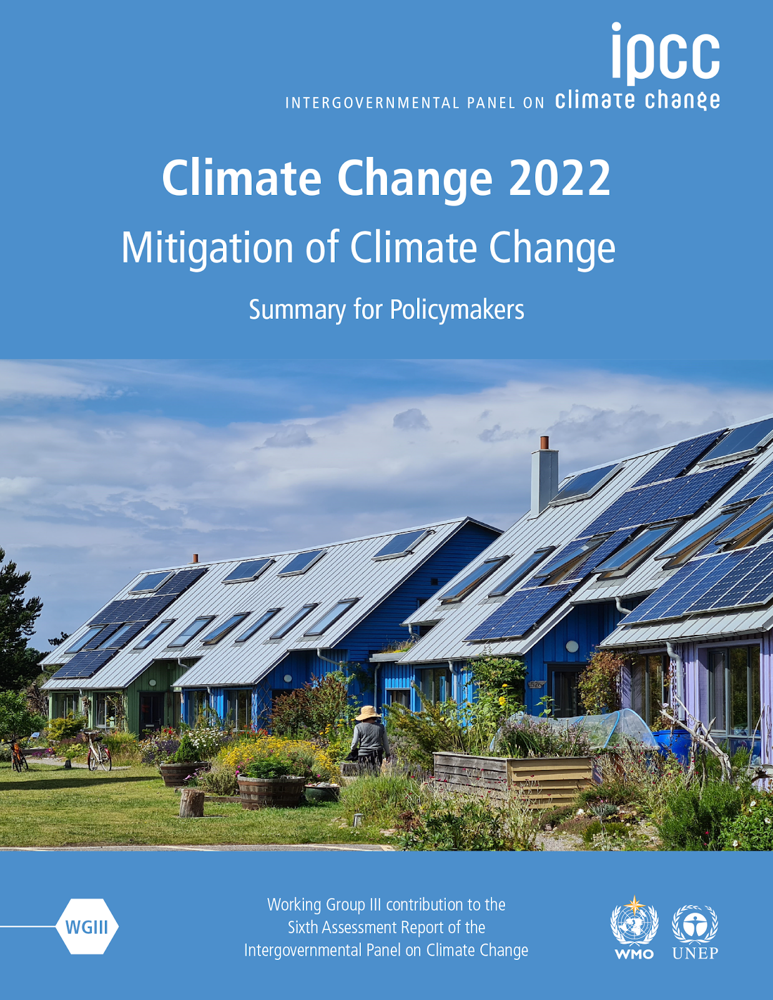 ipcc
INTERGOVERNMENTAL PANEL ON climate change
Climate Change 2022
Mitigation of Climate Change
Summary for Policymakers
526
WGIII
Working Group III contribution to the
Sixth Assessment Report of the
Intergovernmental Panel on Climate Change
WMO
UNEP